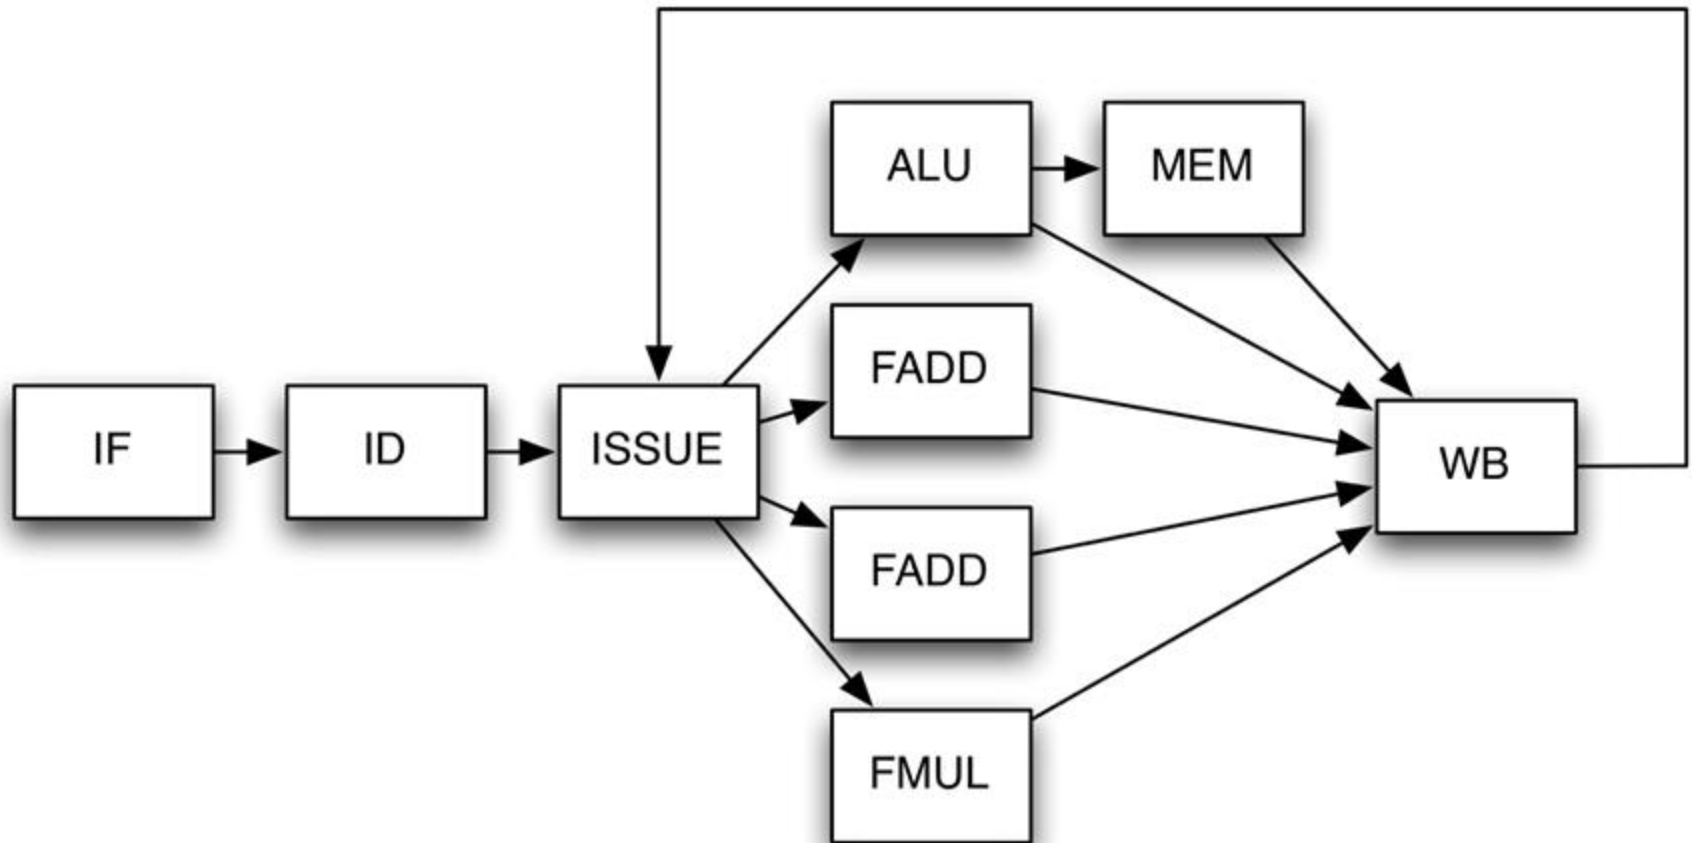 IF
ID
ISSUE
ALU
MEM
FADD
FADD
FMUL
WB